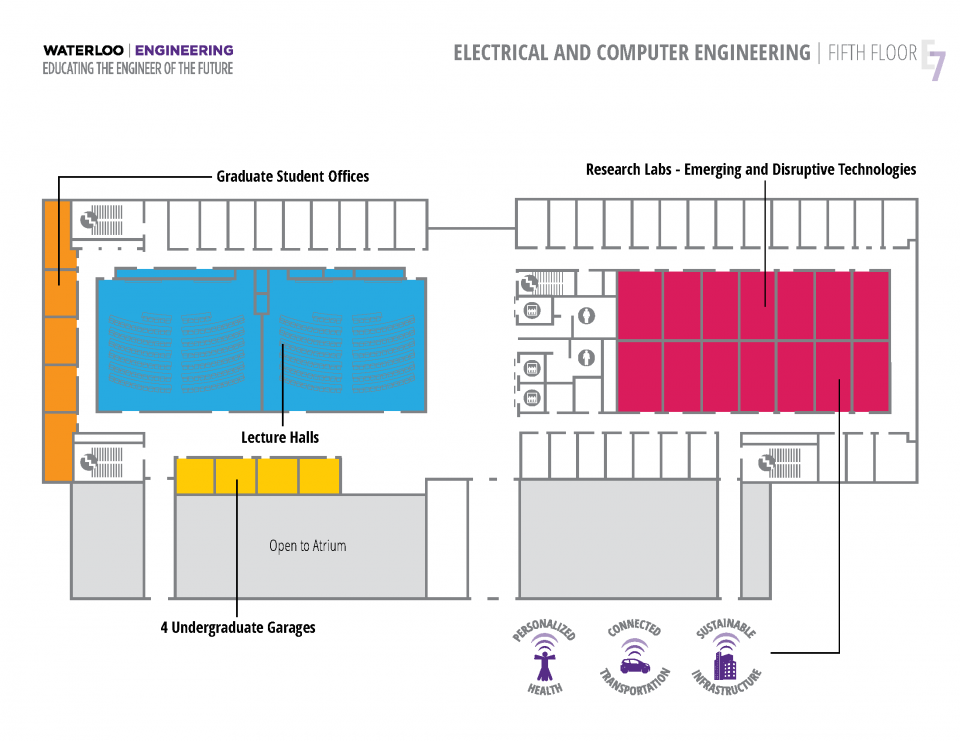 WATERLOO | ENGINEERING
EDUCATING THE ENGINEER OF THE FUTURE
ELECTRICAL AND COMPUTER ENGINEERING | FIFTH FLOOR E7
Graduate Student Offices
Research Labs - Emerging and Disruptive Technologies
Lecture Halls
Open to Atrium
4 Undergraduate Garages
PERSONALIZED
HEALTH
CONNECTED
TRANSPORTATION
SUSTAINABLE
INFRASTRUCTURE